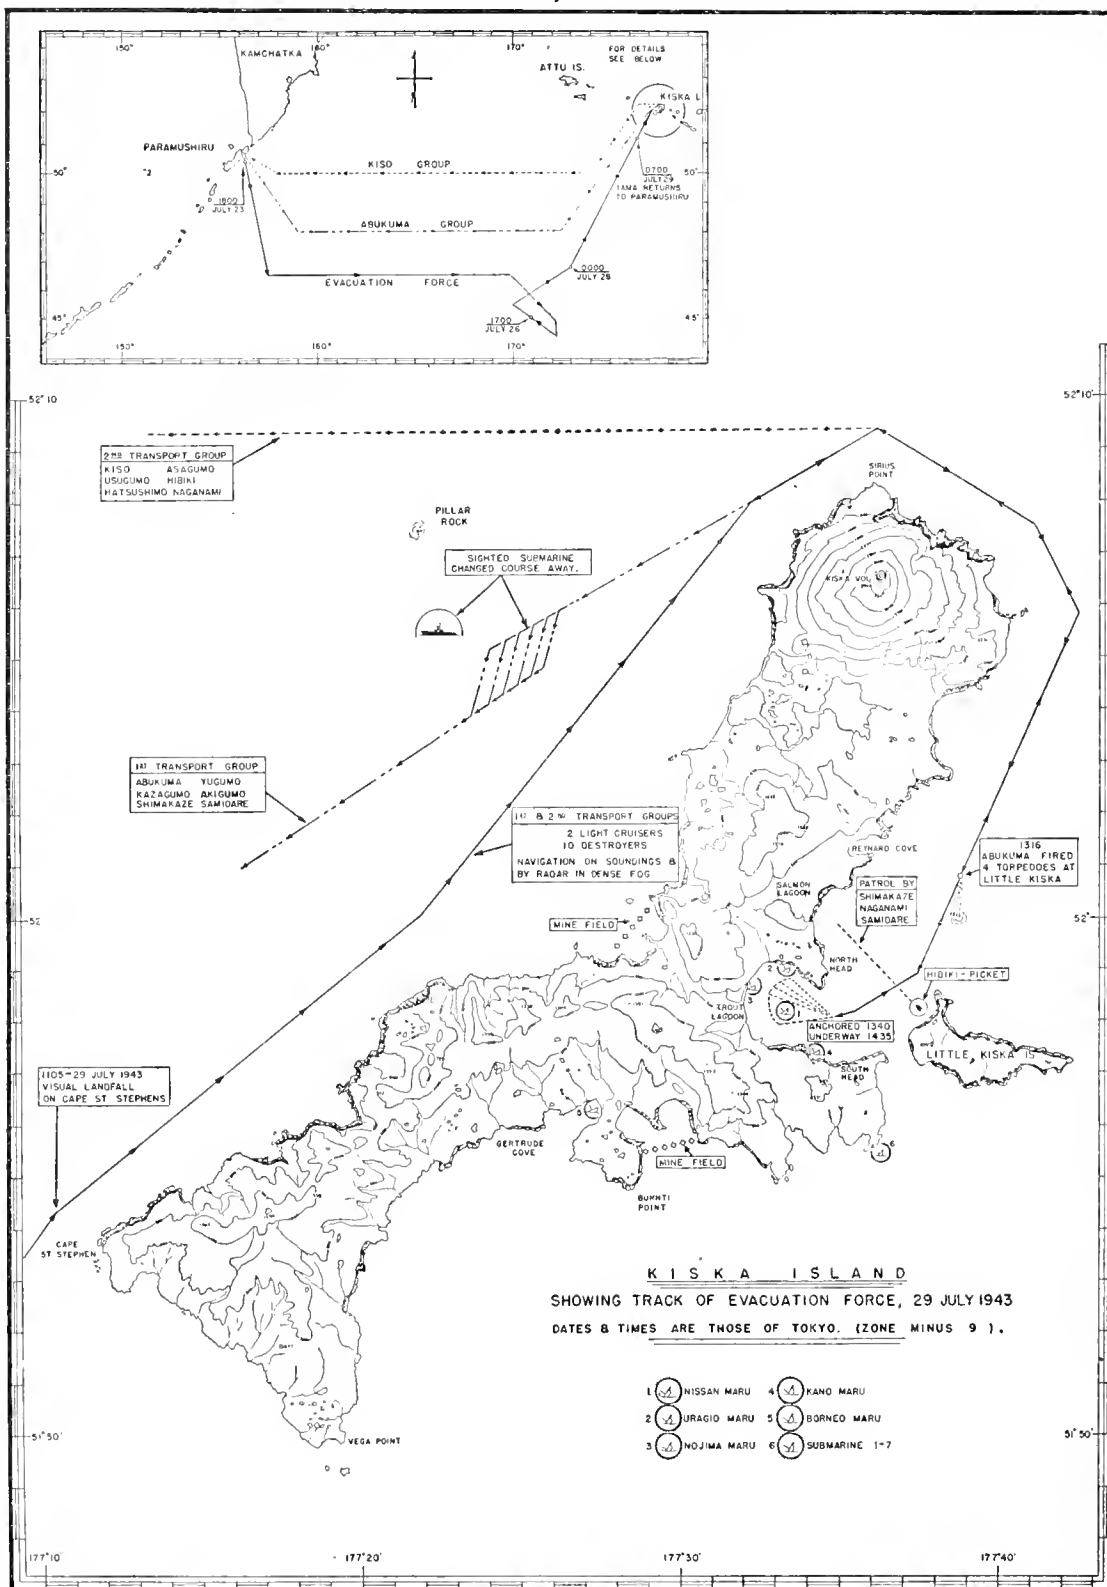 150°
160°
170°
KAMCHATKA
ATTU IS.
FOR DETAILS
SEE BELOW
KISKA I.
PARAMUSHIRU
50°
50°
KISO GROUP
0700
JULY 29
TAMA RETURNS
TO PARAMUSHIRU
1800
JULY 23
ABUKUMA GROUP
0000
JULY 28
EVACUATION FORCE
45°
1700
JULY 26
45°
150°
160°
170°
52°10
52°10
2ND TRANSPORT GROUP
KISO ASAGUMO
USUGUMO HIBIKI
HATSUSHIMO NAGANAMI
SIRIUS
POINT
PILLAR
ROCK
SIGHTED SUBMARINE
CHANGED COURSE AWAY.
KISKA VOL.
1ST TRANSPORT GROUP
ABUKUMA YUGUMO
KAZAGUMO AKIGUMO
SHIMAKAZE SAMIDARE
1ST & 2ND TRANSPORT GROUPS
2 LIGHT CRUISERS
10 DESTROYERS
NAVIGATION ON SOUNDINGS &
BY RADAR IN DENSE FOG
REYNARD COVE
1316
ABUKUMA FIRED
4 TORPEDOES AT
LITTLE KISKA
SALMON
LAGOON
PATROL BY
SHIMAKAZE
NAGANAMI
SAMIDARE
MINE FIELD
52
52°
NORTH
HEAD
HIBIKI-PICKET
2
3
1
TROUT
LAGOON
ANCHORED 1340
UNDERWAY 1435
4
LITTLE KISKA IS
SOUTH
HEAD
1105-29 JULY 1943
VISUAL LANDFALL
ON CAPE ST STEPHENS
5
GERTRUDE
COVE
MINE FIELD
6
BUKHTI
POINT
CAPE
ST STEPHEN
KISKA ISLAND
SHOWING TRACK OF EVACUATION FORCE, 29 JULY 1943
DATES & TIMES ARE THOSE OF TOKYO. (ZONE MINUS 9 ).
1 NISSAN MARU 4 KANO MARU
2 URAGIO MARU 5 BORNEO MARU
3 NOJIMA MARU 6 SUBMARINE I-7
VEGA POINT
51°50
51°50
177°10
177°20'
177°30
177°40